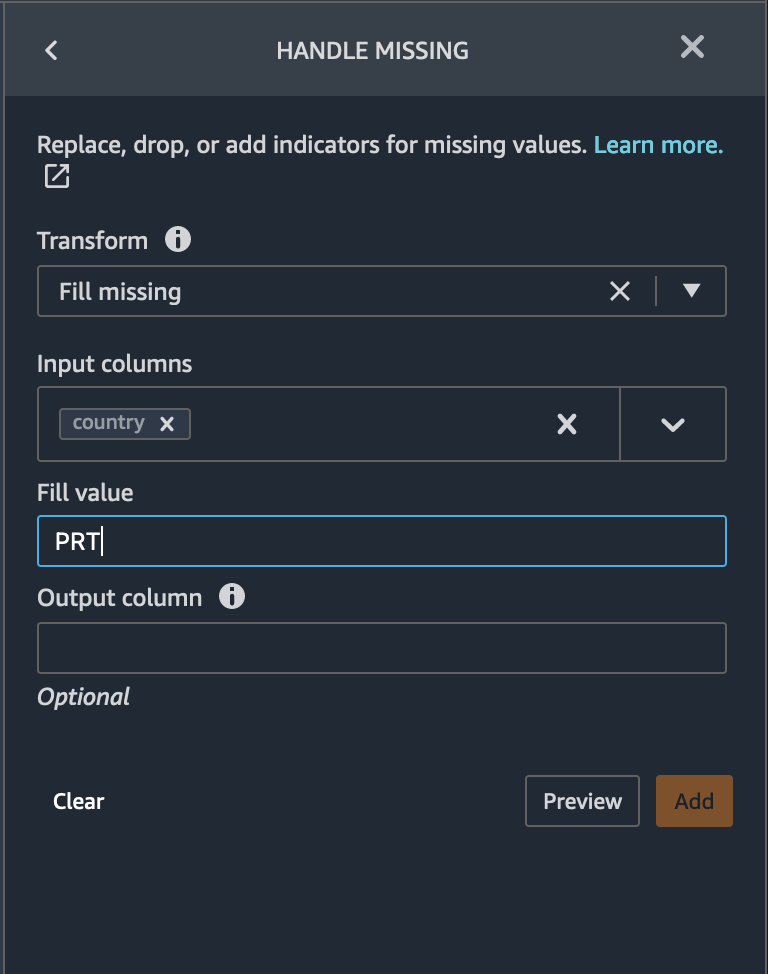 HANDLE MISSING
Replace, drop, or add indicators for missing values. Learn more.
Transform
Fill missing
Input columns
country
Fill value
PRT
Output column
Optional
Clear
Preview
Add